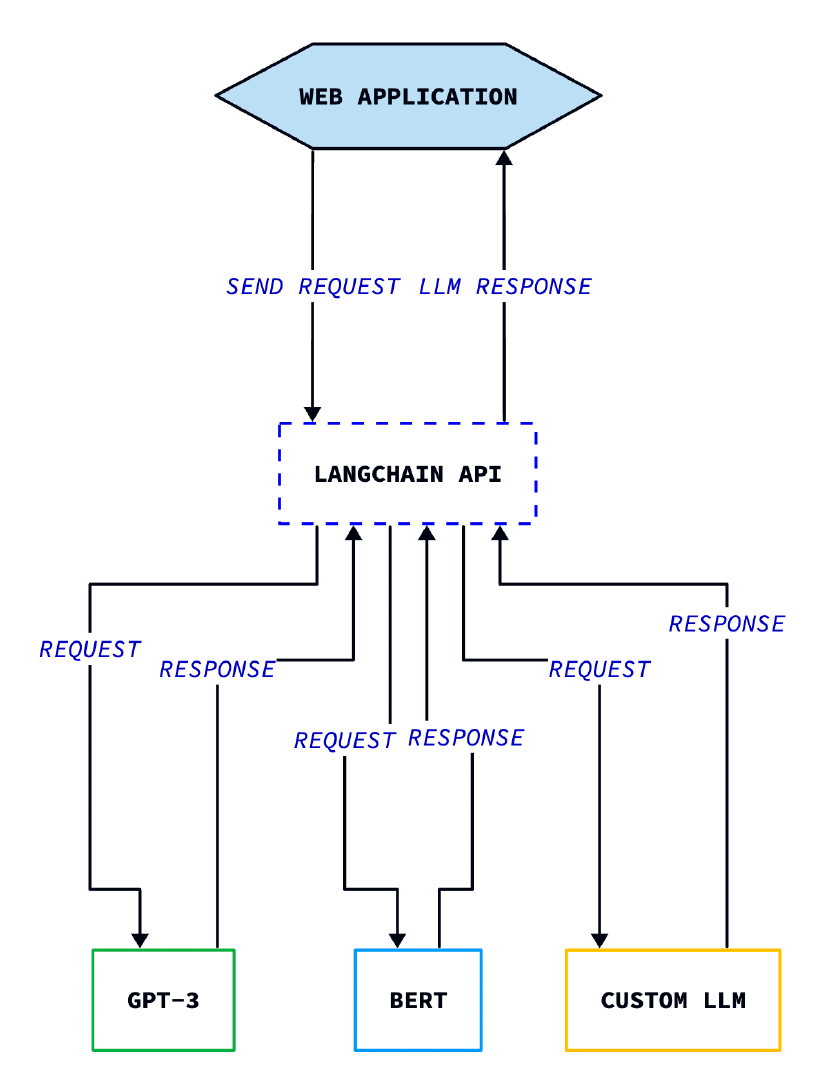 WEB APPLICATION
SEND REQUEST
LLM RESPONSE
LANGCHAIN API
REQUEST
RESPONSE
REQUEST
RESPONSE
REQUEST
RESPONSE
GPT-3
BERT
CUSTOM LLM